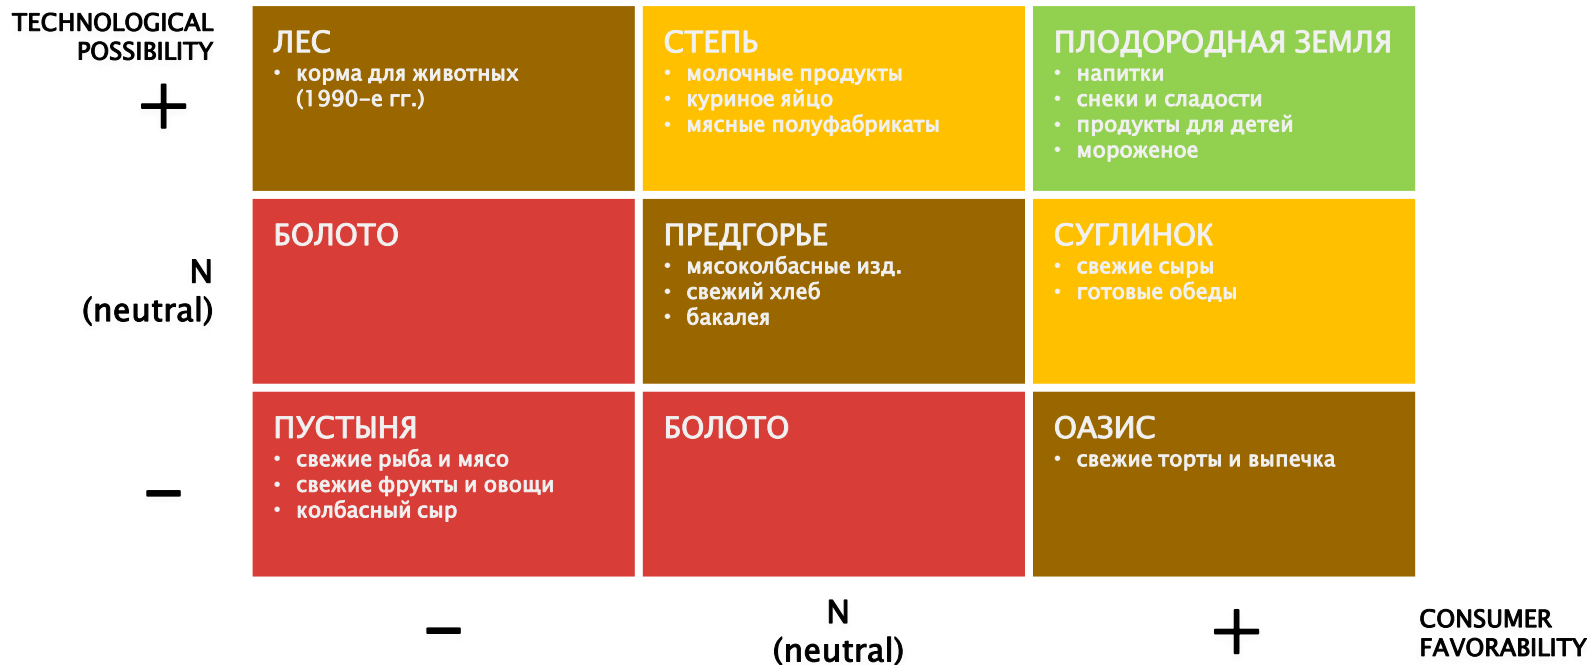 TECHNOLOGICAL
POSSIBILITY
+
ЛЕС
• корма для животных
(1990-е гг.)
СТЕПЬ
• молочные продукты
• куриное яйцо
• мясные полуфабрикаты
ПЛОДОРОДНАЯ ЗЕМЛЯ
• напитки
• снеки и сладости
• продукты для детей
• мороженое
N
(neutral)
БОЛОТО
ПРЕДГОРЬЕ
• мясоколбасные изд.
• свежий хлеб
• бакалея
СУГЛИНОК
• свежие сыры
• готовые обеды
−
ПУСТЫНЯ
• свежие рыба и мясо
• свежие фрукты и овощи
• колбасный сыр
БОЛОТО
ОАЗИС
• свежие торты и выпечка
−
N
(neutral)
+
CONSUMER
FAVORABILITY